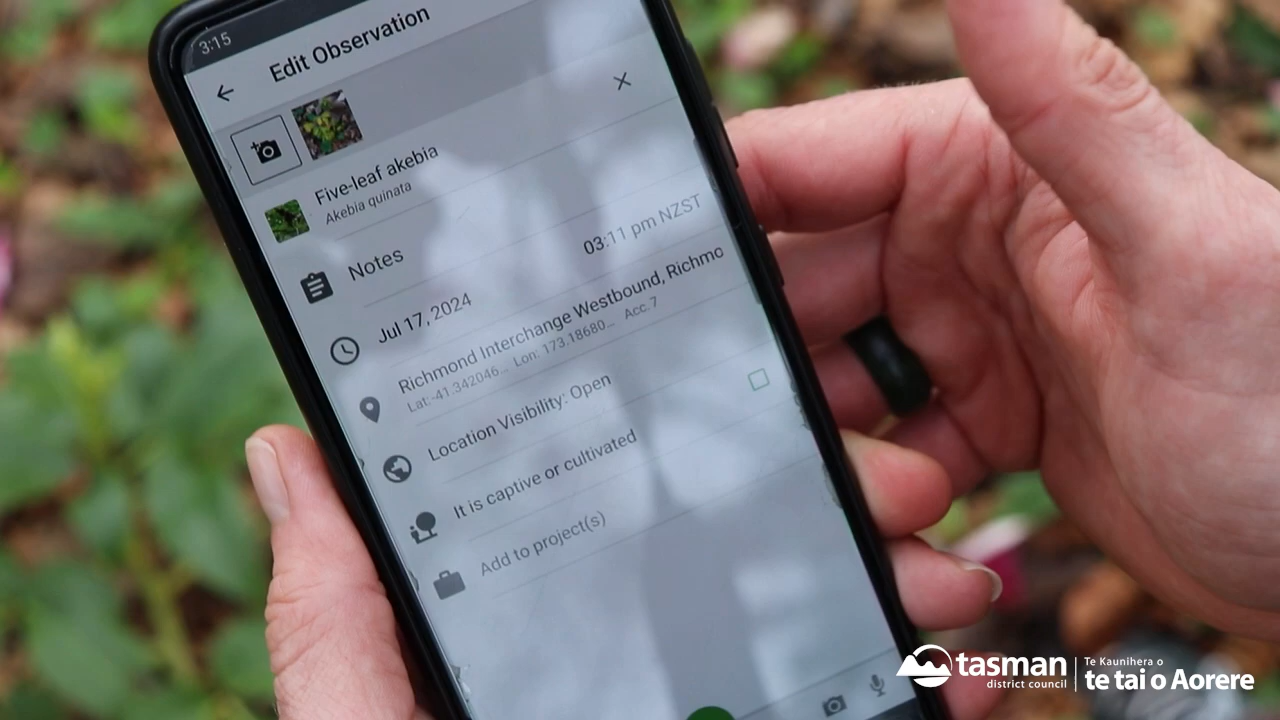 3:15
Edit Observation
Five-leaf akebia
Akebia quinata
Notes
Jul 17, 2024 03:11 pm NZST
Richmond Interchange Westbound, Richmo
Lat:-41.342046... Lon: 173.18680... Acc.7
Location Visibility: Open
It is captive or cultivated
Add to project(s)
tasman
district council
Te Kaunihera o
te tai o Aorere